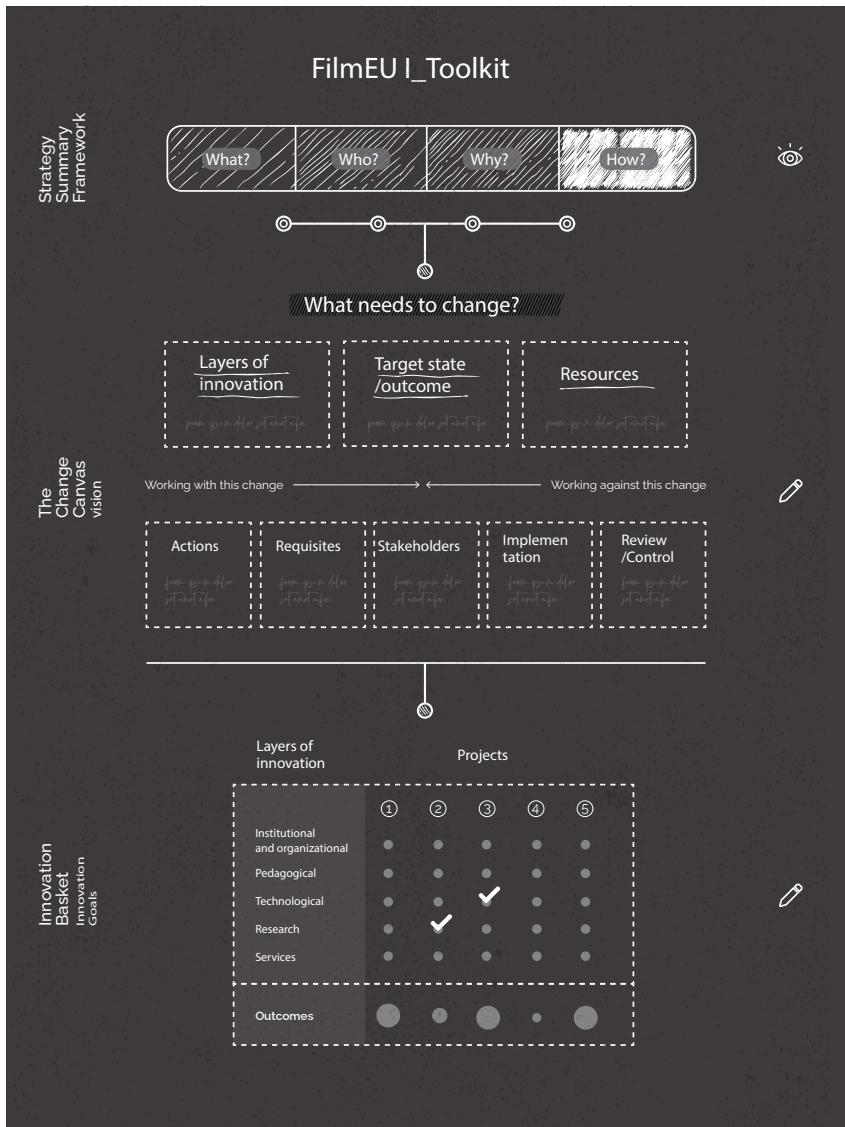 FilmEU I_Toolkit
Strategy
Summary
Framework
What?
Who?
Why?
How?
What needs to change?
Layers of
innovation
Target state
/outcome
Resources
The
Change
Canvas
vision
Working with this change
Working against this change
Actions
Requisites
Stakeholders
Implemen
tation
Review
/Control
Layers of
innovation
Projects
Innovation
Basket
Innovation
Goals
1
2
3
4
5
Institutional
and organizational
Pedagogical
Technological
Research
Services
Outcomes